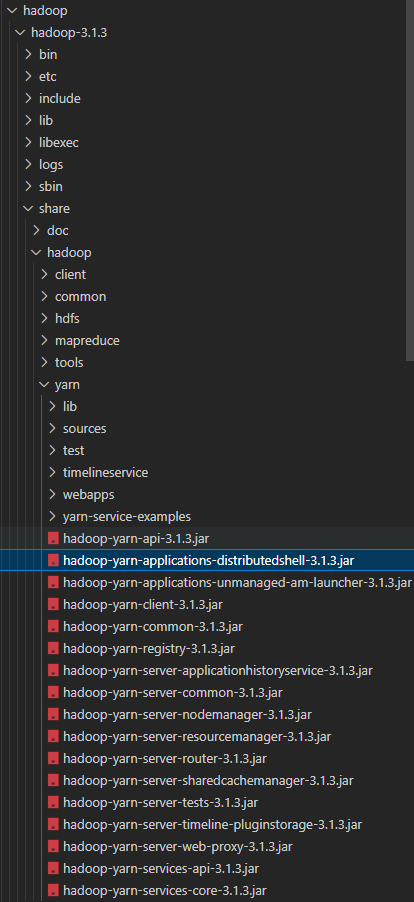 hadoop
hadoop-3.1.3
bin
etc
include
lib
libexec
logs
sbin
share
doc
hadoop
client
common
hdfs
mapreduce
tools
yarn
lib
sources
test
timelineservice
webapps
yarn-service-examples
hadoop-yarn-api-3.1.3.jar
hadoop-yarn-applications-distributedshell-3.1.3.jar
hadoop-yarn-applications-unmanaged-am-launcher-3.1.3.jar
hadoop-yarn-client-3.1.3.jar
hadoop-yarn-common-3.1.3.jar
hadoop-yarn-registry-3.1.3.jar
hadoop-yarn-server-applicationhistoryservice-3.1.3.jar
hadoop-yarn-server-common-3.1.3.jar
hadoop-yarn-server-nodemanager-3.1.3.jar
hadoop-yarn-server-resourcemanager-3.1.3.jar
hadoop-yarn-server-router-3.1.3.jar
hadoop-yarn-server-sharedcachemanager-3.1.3.jar
hadoop-yarn-server-tests-3.1.3.jar
hadoop-yarn-server-timeline-pluginstorage-3.1.3.jar
hadoop-yarn-server-web-proxy-3.1.3.jar
hadoop-yarn-services-api-3.1.3.jar
hadoop-yarn-services-core-3.1.3.jar